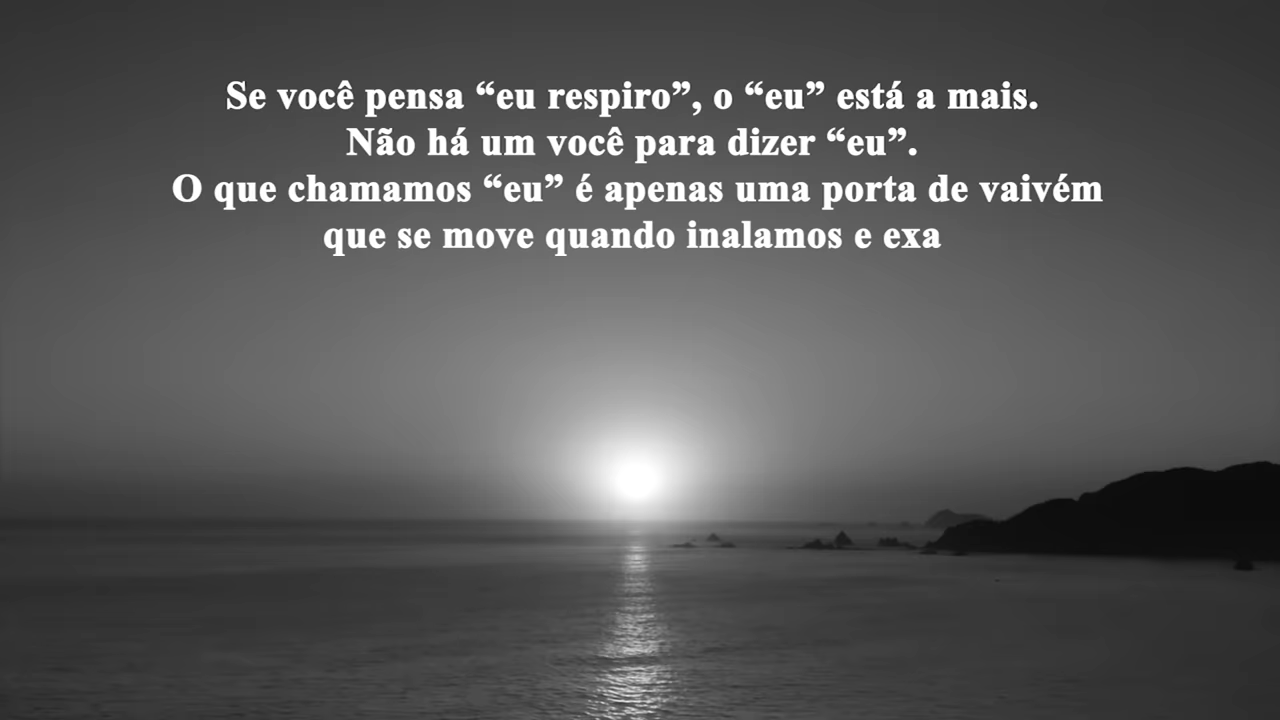 Se você pensa “eu respiro”, o “eu” está a mais.
Não há um você para dizer “eu”.
O que chamamos “eu” é apenas uma porta de vaivém
que se move quando inalamos e exa